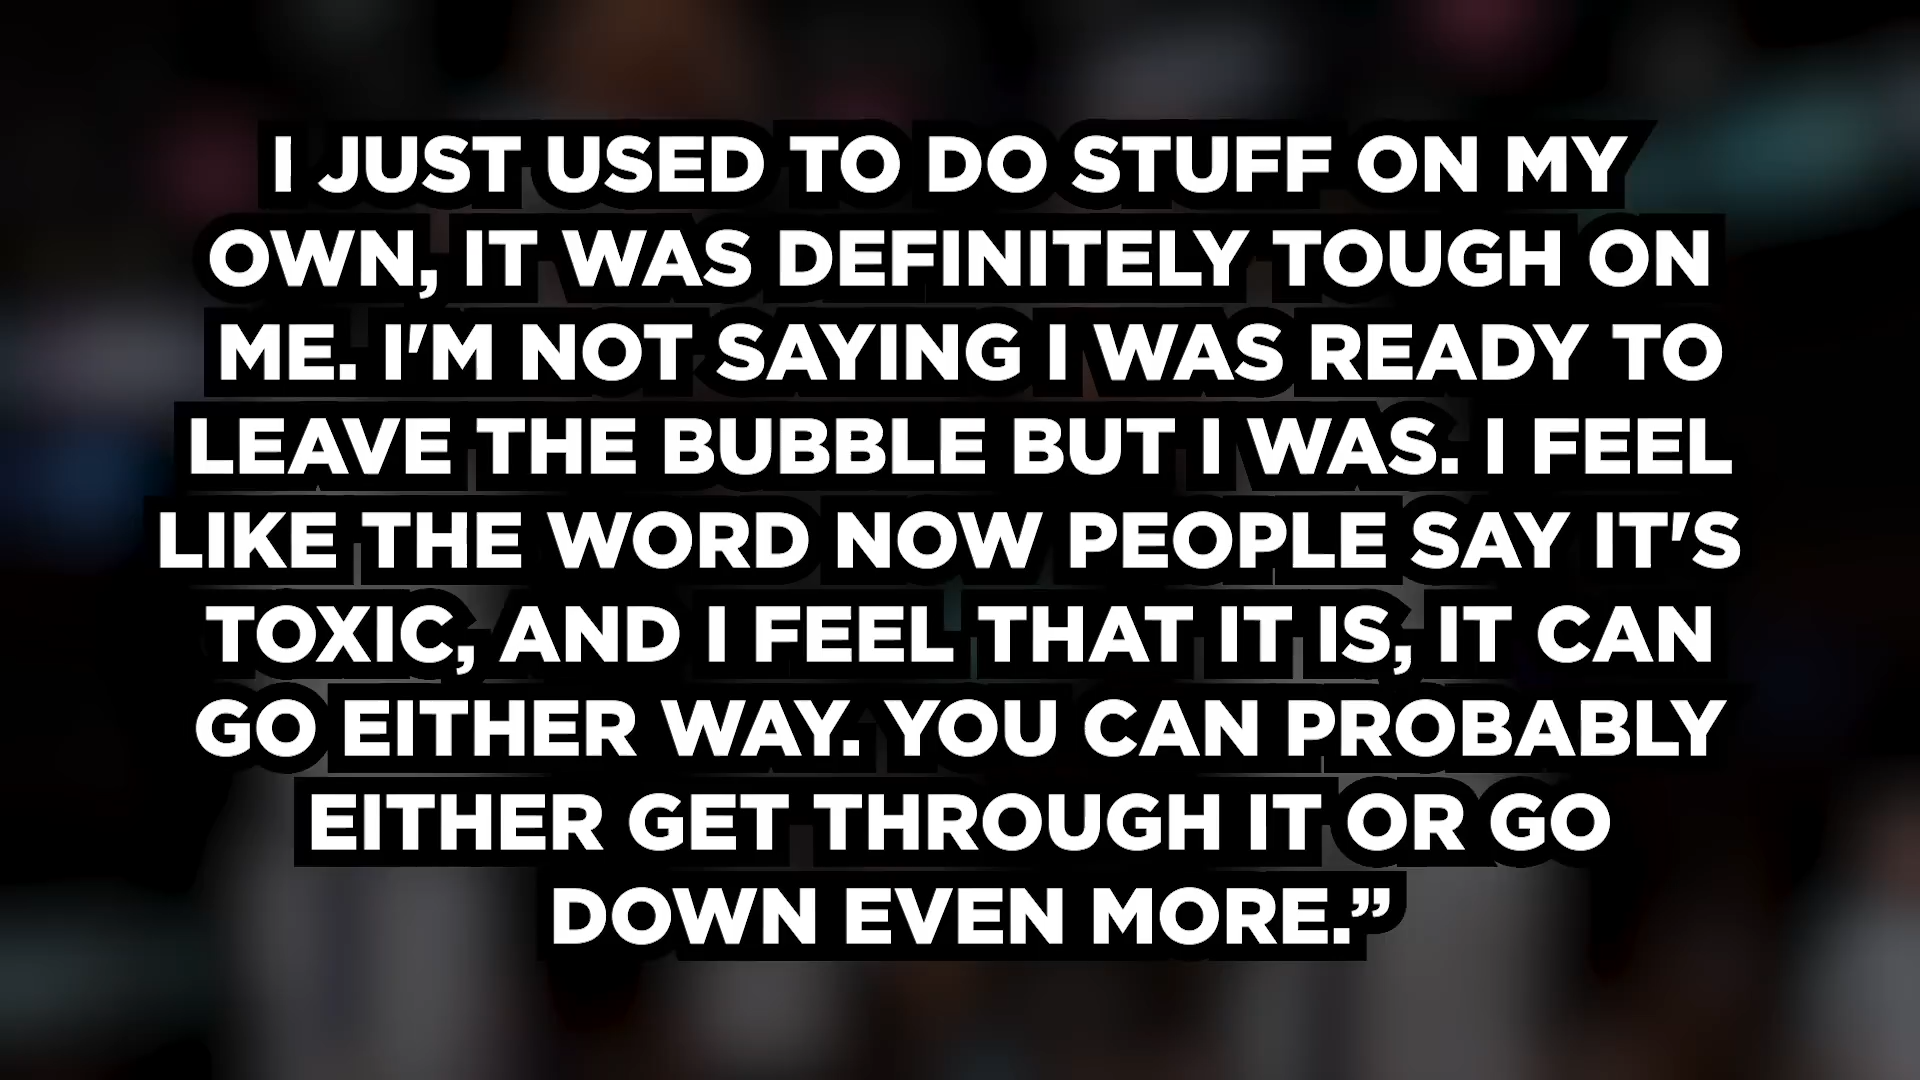 I JUST USED TO DO STUFF ON MY
OWN, IT WAS DEFINITELY TOUGH ON
ME. I'M NOT SAYING I WAS READY TO
LEAVE THE BUBBLE BUT I WAS. I FEEL
LIKE THE WORD NOW PEOPLE SAY IT'S
TOXIC, AND I FEEL THAT IT IS, IT CAN
GO EITHER WAY. YOU CAN PROBABLY
EITHER GET THROUGH IT OR GO
DOWN EVEN MORE.”